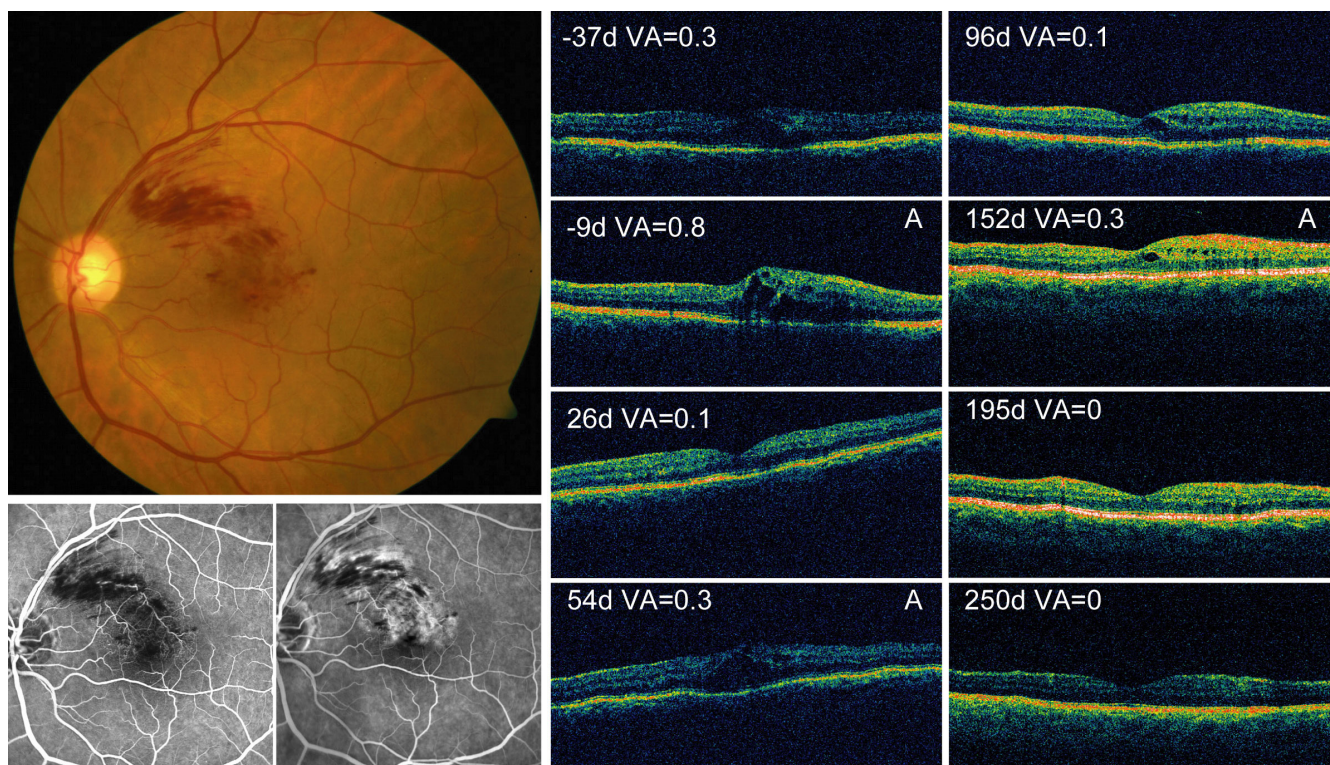 -37d VA=0.3
-9d VA=0.8
A
26d VA=0.1
54d VA=0.3
A
96d VA=0.1
152d VA=0.3
A
195d VA=0
250d VA=0